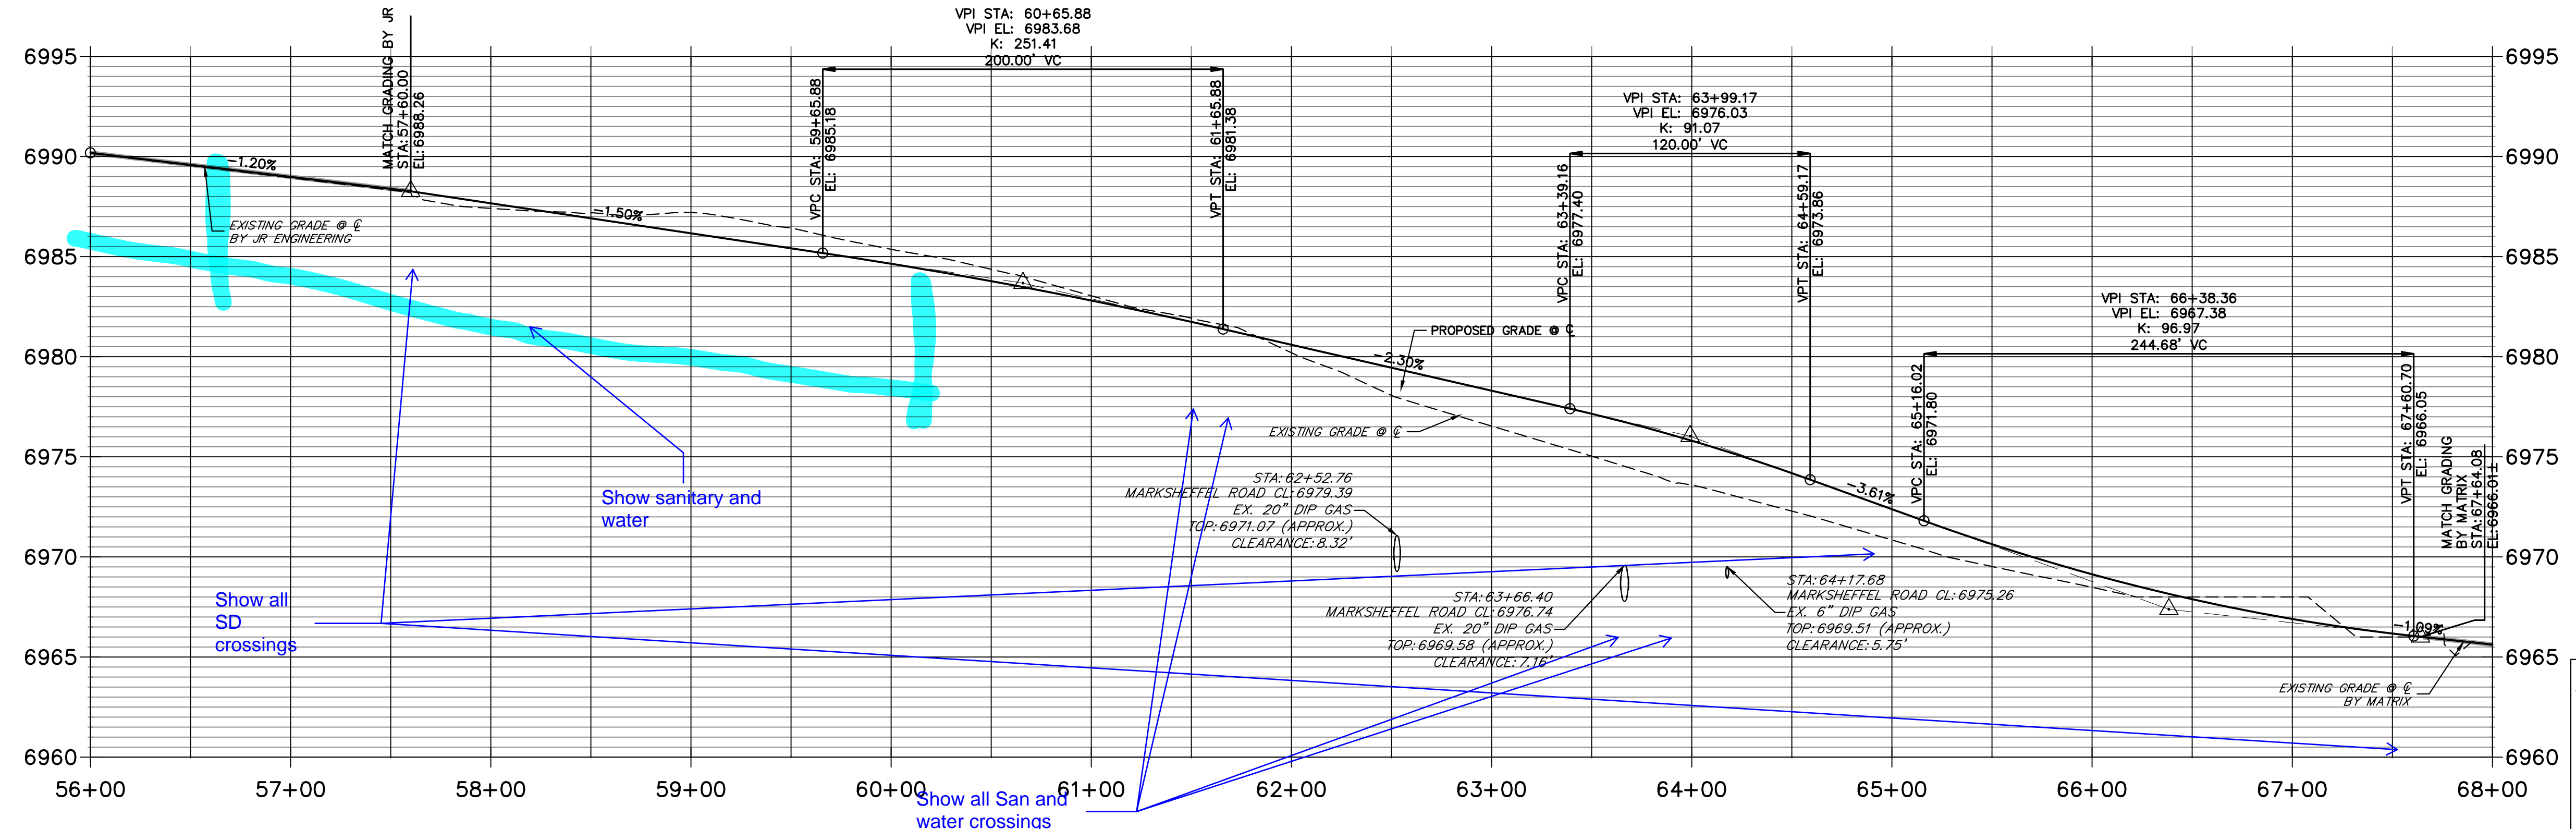 VPI STA: 60+65.88
VPI EL: 6983.68
K: 251.41
200.00' VC
MATCH GRADING BY JR
STA:57+60.00
EL:6988.26
VPC STA: 59+65.88
EL: 6985.18
VPT STA: 61+65.88
EL: 6981.38
VPI STA: 63+99.17
VPI EL: 6976.03
K: 91.07
120.00' VC
VPC STA: 63+39.16
EL: 6977.40
VPT STA: 64+59.17
EL: 6973.86
VPI STA: 66+38.36
VPI EL: 6967.38
K: 96.97
244.68' VC
VPC STA: 65+16.02
EL: 6971.80
VPT STA: 67+60.70
EL: 6966.05
MATCH GRADING
BY MATRIX
STA:67+64.08
EL:6966.01±
6995
6990
6985
6980
6975
6970
6965
6960
6995
6990
6985
6980
6975
6970
6965
6960
-1.20%
-1.50%
-2.30%
-3.61%
-1.09%
EXISTING GRADE @ ℄
BY JR ENGINEERING
PROPOSED GRADE @ ℄
EXISTING GRADE @ ℄
STA:62+52.76
MARKSHEFFEL ROAD CL:6979.39
EX. 20" DIP GAS
TOP:6971.07 (APPROX.)
CLEARANCE:8.32'
STA:63+66.40
MARKSHEFFEL ROAD CL:6976.74
EX. 20" DIP GAS
TOP:6969.58 (APPROX.)
CLEARANCE:7.16'
STA:64+17.68
MARKSHEFFEL ROAD CL:6975.26
EX. 6" DIP GAS
TOP:6969.51 (APPROX.)
CLEARANCE:5.75'
EXISTING GRADE @ ℄
BY MATRIX
Show sanitary and
water
Show all
SD
crossings
Show all San and
water crossings
56+00
57+00
58+00
59+00
60+00
61+00
62+00
63+00
64+00
65+00
66+00
67+00
68+00